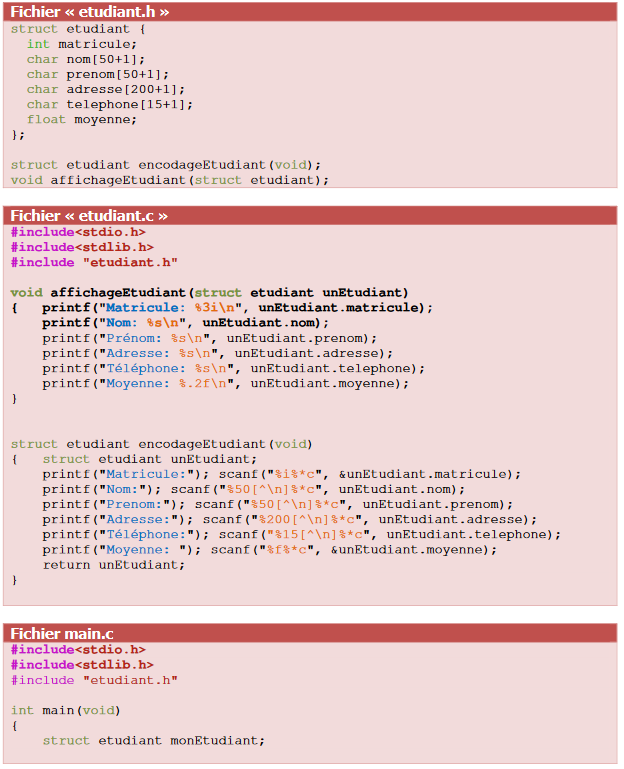 Fichier « etudiant.h »
struct etudiant {
  int matricule;
  char nom[50+1];
  char prenom[50+1];
  char adresse[200+1];
  char telephone[15+1];
  float moyenne;
};

struct etudiant encodageEtudiant(void);
void affichageEtudiant(struct etudiant);
Fichier « etudiant.c »
#include<stdio.h>
#include<stdlib.h>
#include "etudiant.h"

void affichageEtudiant(struct etudiant unEtudiant)
{   printf("Matricule: %3i\n", unEtudiant.matricule);
    printf("Nom: %s\n", unEtudiant.nom);
    printf("Prénom: %s\n", unEtudiant.prenom);
    printf("Adresse: %s\n", unEtudiant.adresse);
    printf("Téléphone: %s\n", unEtudiant.telephone);
    printf("Moyenne: %.2f\n", unEtudiant.moyenne);
}

struct etudiant encodageEtudiant(void)
{   struct etudiant unEtudiant;
    printf("Matricule:"); scanf("%i%*c", &unEtudiant.matricule);
    printf("Nom:"); scanf("%50[^\n]%*c", unEtudiant.nom);
    printf("Prenom:"); scanf("%50[^\n]%*c", unEtudiant.prenom);
    printf("Adresse:"); scanf("%200[^\n]%*c", unEtudiant.adresse);
    printf("Téléphone:"); scanf("%15[^\n]%*c", unEtudiant.telephone);
    printf("Moyenne: "); scanf("%f%*c", &unEtudiant.moyenne);
    return unEtudiant;
}
Fichier main.c
#include<stdio.h>
#include<stdlib.h>
#include "etudiant.h"

int main(void)
{
    struct etudiant monEtudiant;